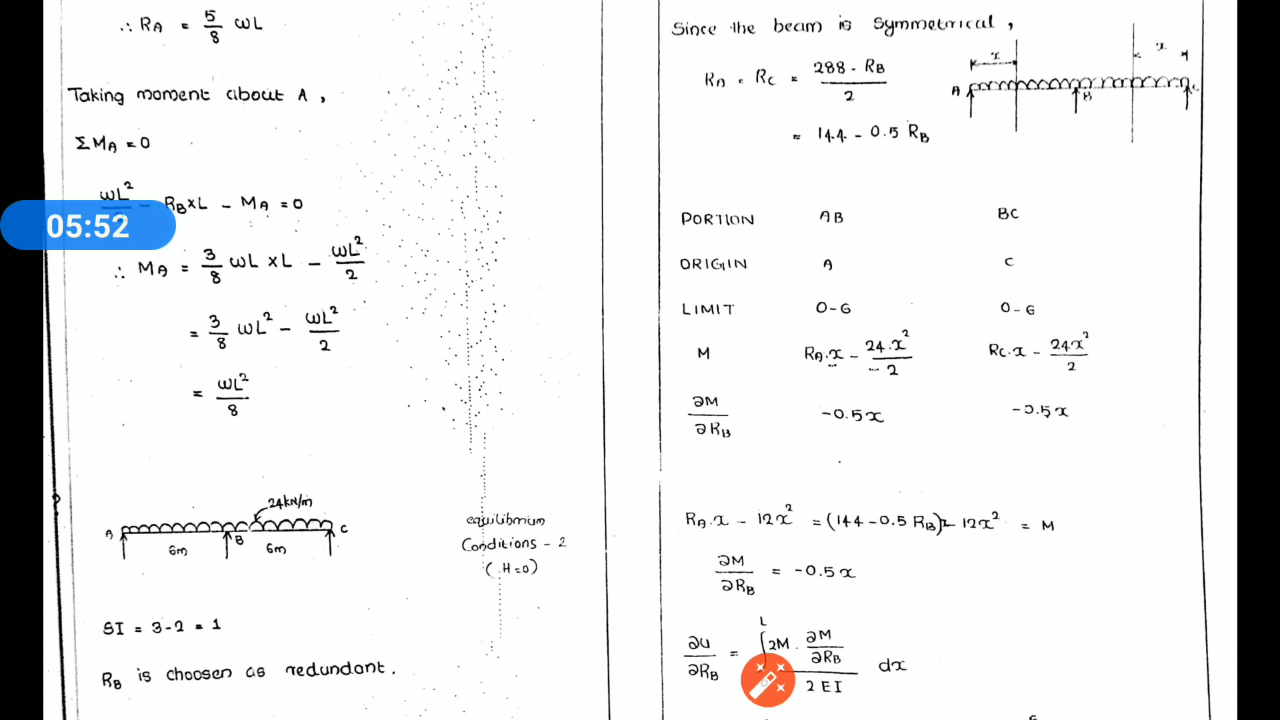 ∴ RA = 5/8 ωL
Taking moment about A,
ΣMA = 0
ωL²/ - RB×L - MA = 0
05:52
∴ MA = 3/8 ωL × L - ωL²/2
= 3/8 ωL² - ωL²/2
= ωL²/8
24kN/m
A B C
6m 6m
equilibrium
Conditions - 2
( H=0)
SI = 3-2 = 1
RB is choosen as redundant.
Since the beam is Symmetrical,
RA = RC = 288 - RB / 2
= 144 - 0.5 RB
x x
A B C
PORTION AB BC
ORIGIN A C
LIMIT 0-6 0-6
M RA.x - 24.x²/2 RC.x - 24x²/2
∂M/∂RB -0.5x -0.5x
RA.x - 12x² = (144 - 0.5 RB)x - 12x² = M
∂M/∂RB = -0.5x
∂U/∂RB = ∫ L 2M . ∂M/∂RB / 2EI dx